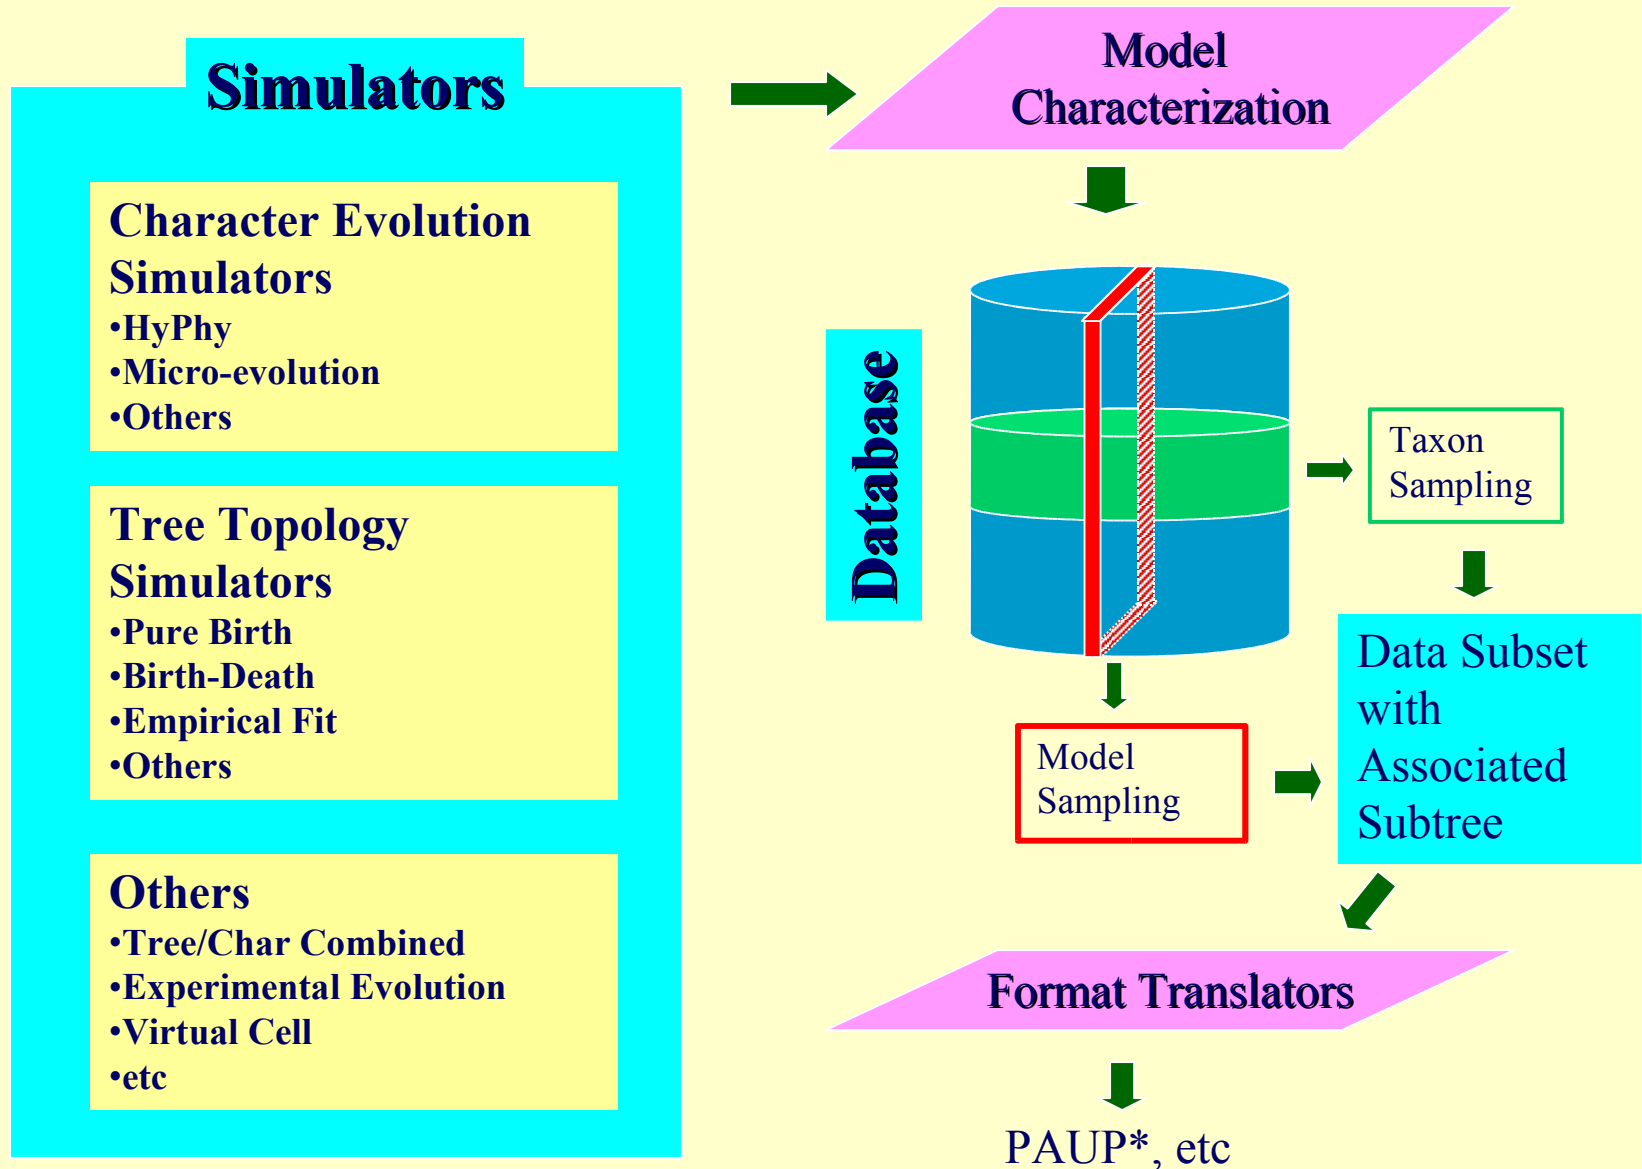 Simulators
Character Evolution
Simulators
•HyPhy
•Micro-evolution
•Others
Tree Topology
Simulators
•Pure Birth
•Birth-Death
•Empirical Fit
•Others
Others
•Tree/Char Combined
•Experimental Evolution
•Virtual Cell
•etc
Model
Characterization
Database
Taxon
Sampling
Model
Sampling
Data Subset
with
Associated
Subtree
Format Translators
PAUP*, etc